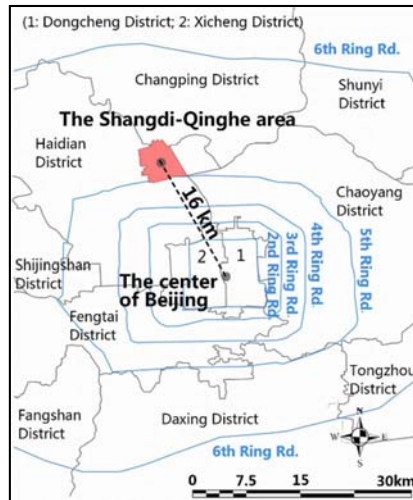 (1: Dongcheng District; 2: Xicheng District)
6th Ring Rd.
Changping District
Shunyi
District
The Shangdi-Qinghe area
Haidian
District
Chaoyang
District
16 km
2
1
2nd Ring Rd.
3rd Ring Rd.
4th Ring Rd.
5th Ring Rd.
Shijingshan
District
The center
of Beijing
Fengtai
District
Tongzhou
District
Fangshan
District
Daxing District
N
W
E
S
6th Ring Rd.
0 7.5 15 30km